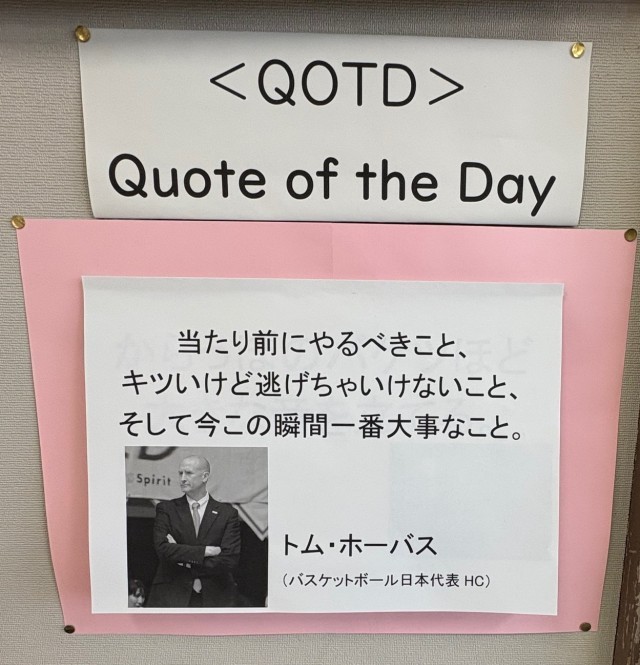 ＜QOTD＞
Quote of the Day
当たり前にやるべきこと、
キツいけど逃げちゃいけないこと、
そして今この瞬間一番大事なこと。
Spirit
トム・ホーバス
（バスケットボール日本代表 HC）